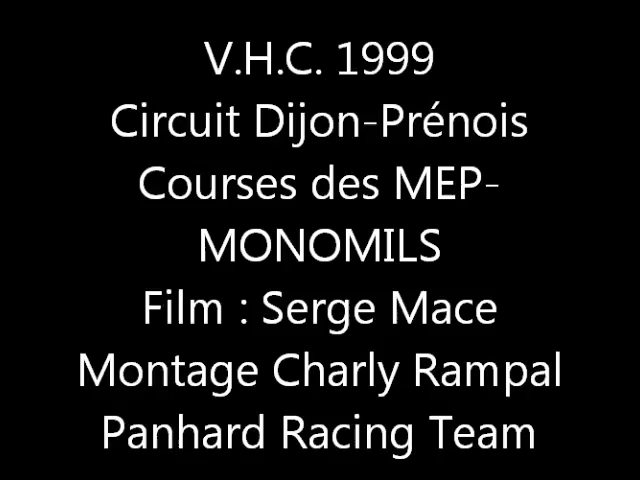 V.H.C. 1999
Circuit Dijon-Prénois
Courses des MEP-
MONOMILS
Film : Serge Mace
Montage Charly Rampal
Panhard Racing Team